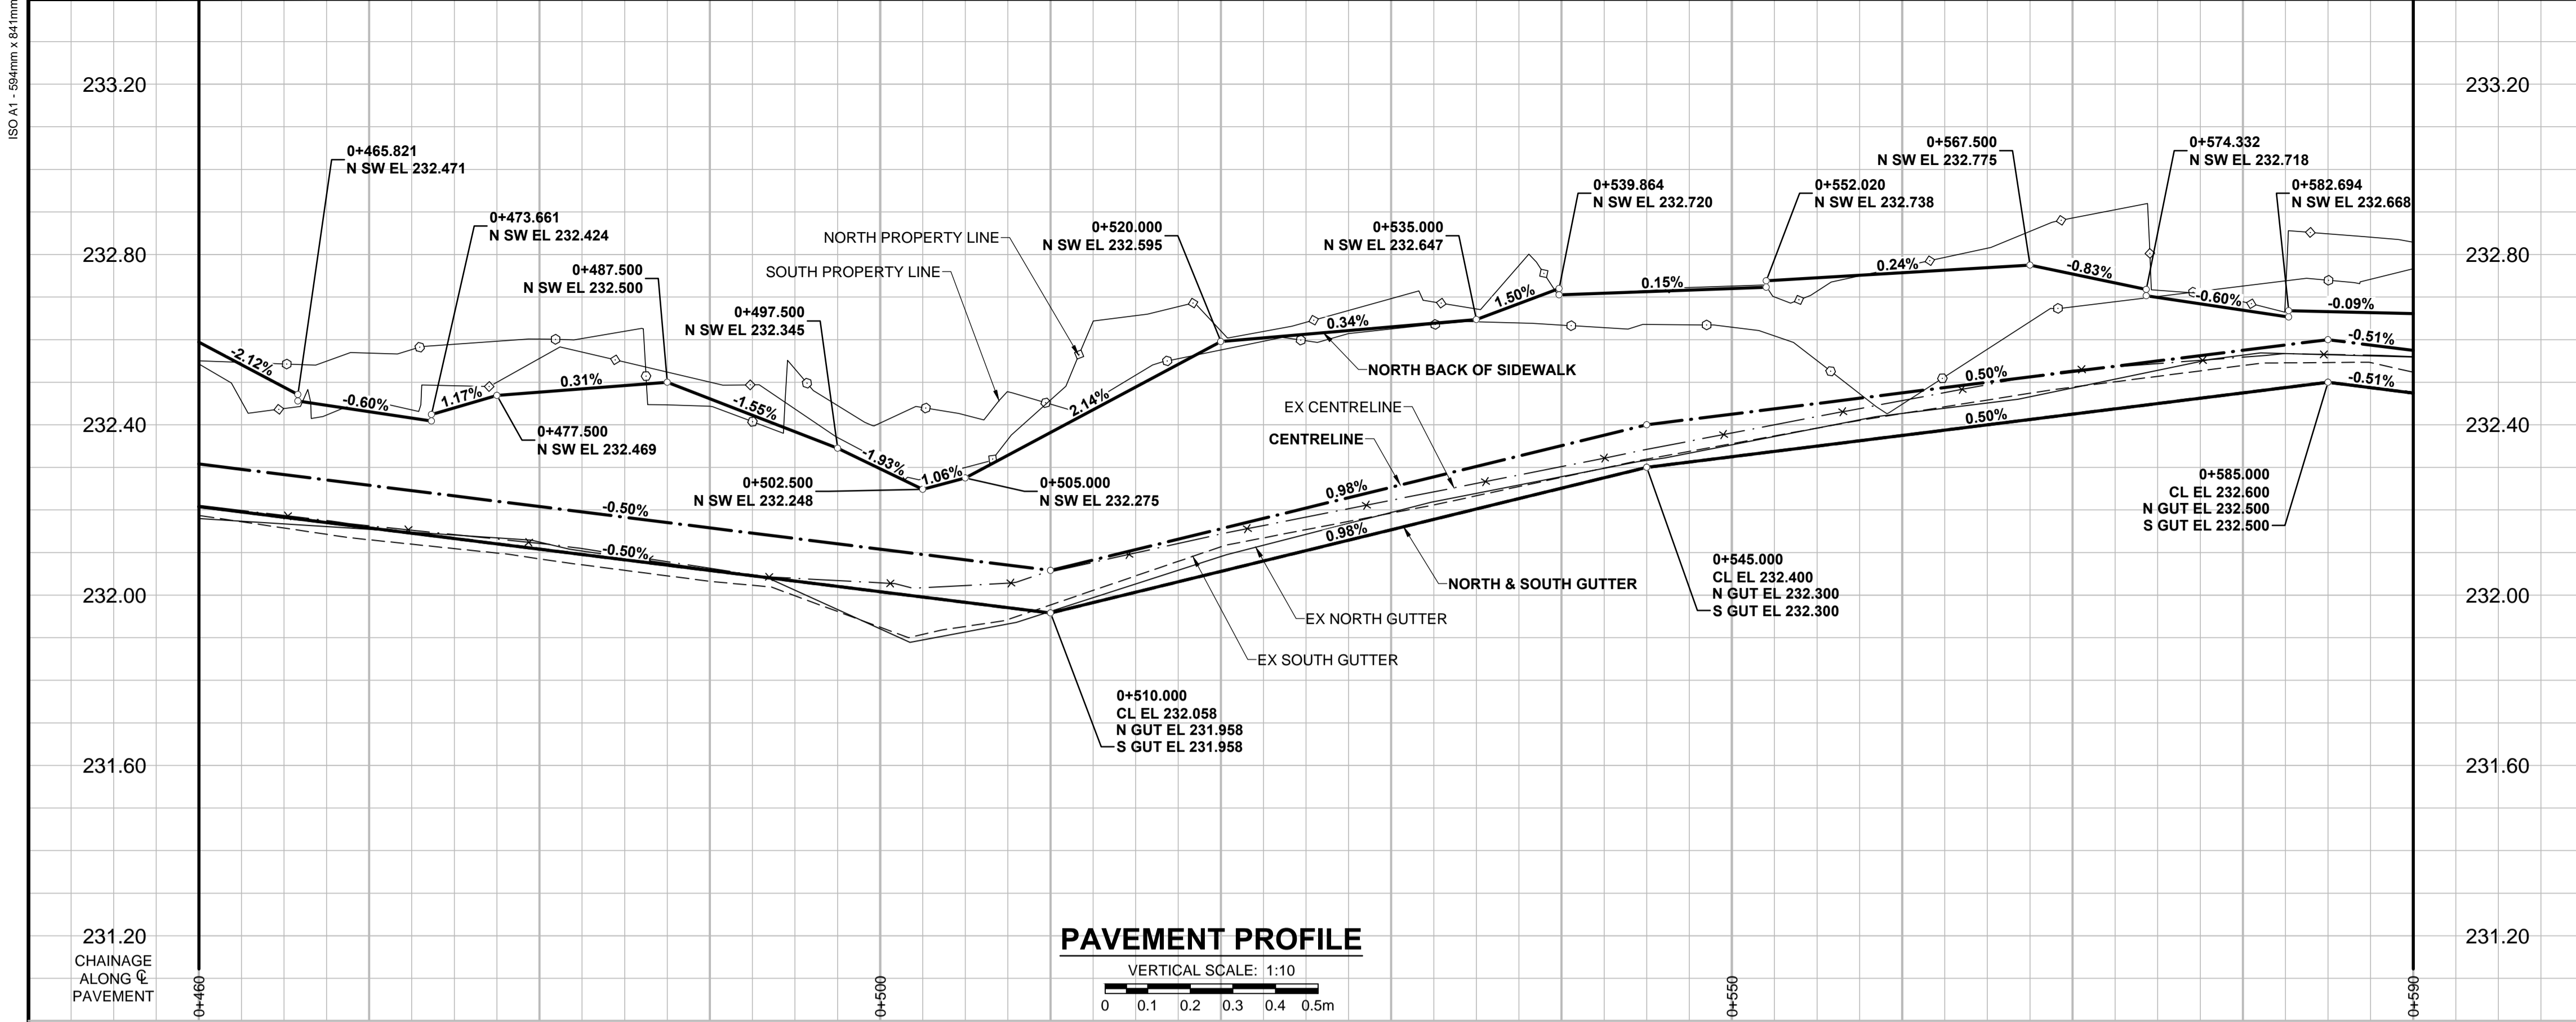 ISO A1 - 594mm x 841mm
233.20
232.80
232.40
232.00
231.60
231.20
CHAINAGE
ALONG ℄
PAVEMENT
0+465.821
N SW EL 232.471
0+473.661
N SW EL 232.424
0+487.500
N SW EL 232.500
0+497.500
N SW EL 232.345
0+477.500
N SW EL 232.469
0+502.500
N SW EL 232.248
0+505.000
N SW EL 232.275
NORTH PROPERTY LINE
SOUTH PROPERTY LINE
0+520.000
N SW EL 232.595
0+535.000
N SW EL 232.647
0+539.864
N SW EL 232.720
0+552.020
N SW EL 232.738
0+567.500
N SW EL 232.775
0+574.332
N SW EL 232.718
0+582.694
N SW EL 232.668
-2.12%
-0.60%
1.17%
0.31%
-1.55%
-1.93%
1.06%
2.14%
0.34%
1.50%
0.15%
0.24%
-0.83%
-0.60%
-0.09%
NORTH BACK OF SIDEWALK
EX CENTRELINE
CENTRELINE
-0.50%
-0.50%
0.98%
0.98%
0.50%
0.50%
-0.51%
-0.51%
NORTH & SOUTH GUTTER
EX NORTH GUTTER
EX SOUTH GUTTER
0+510.000
CL EL 232.058
N GUT EL 231.958
S GUT EL 231.958
0+545.000
CL EL 232.400
N GUT EL 232.300
S GUT EL 232.300
0+585.000
CL EL 232.600
N GUT EL 232.500
S GUT EL 232.500
233.20
232.80
232.40
232.00
231.60
231.20
PAVEMENT PROFILE
VERTICAL SCALE: 1:10
0 0.1 0.2 0.3 0.4 0.5m
0+460
0+500
0+550
0+590